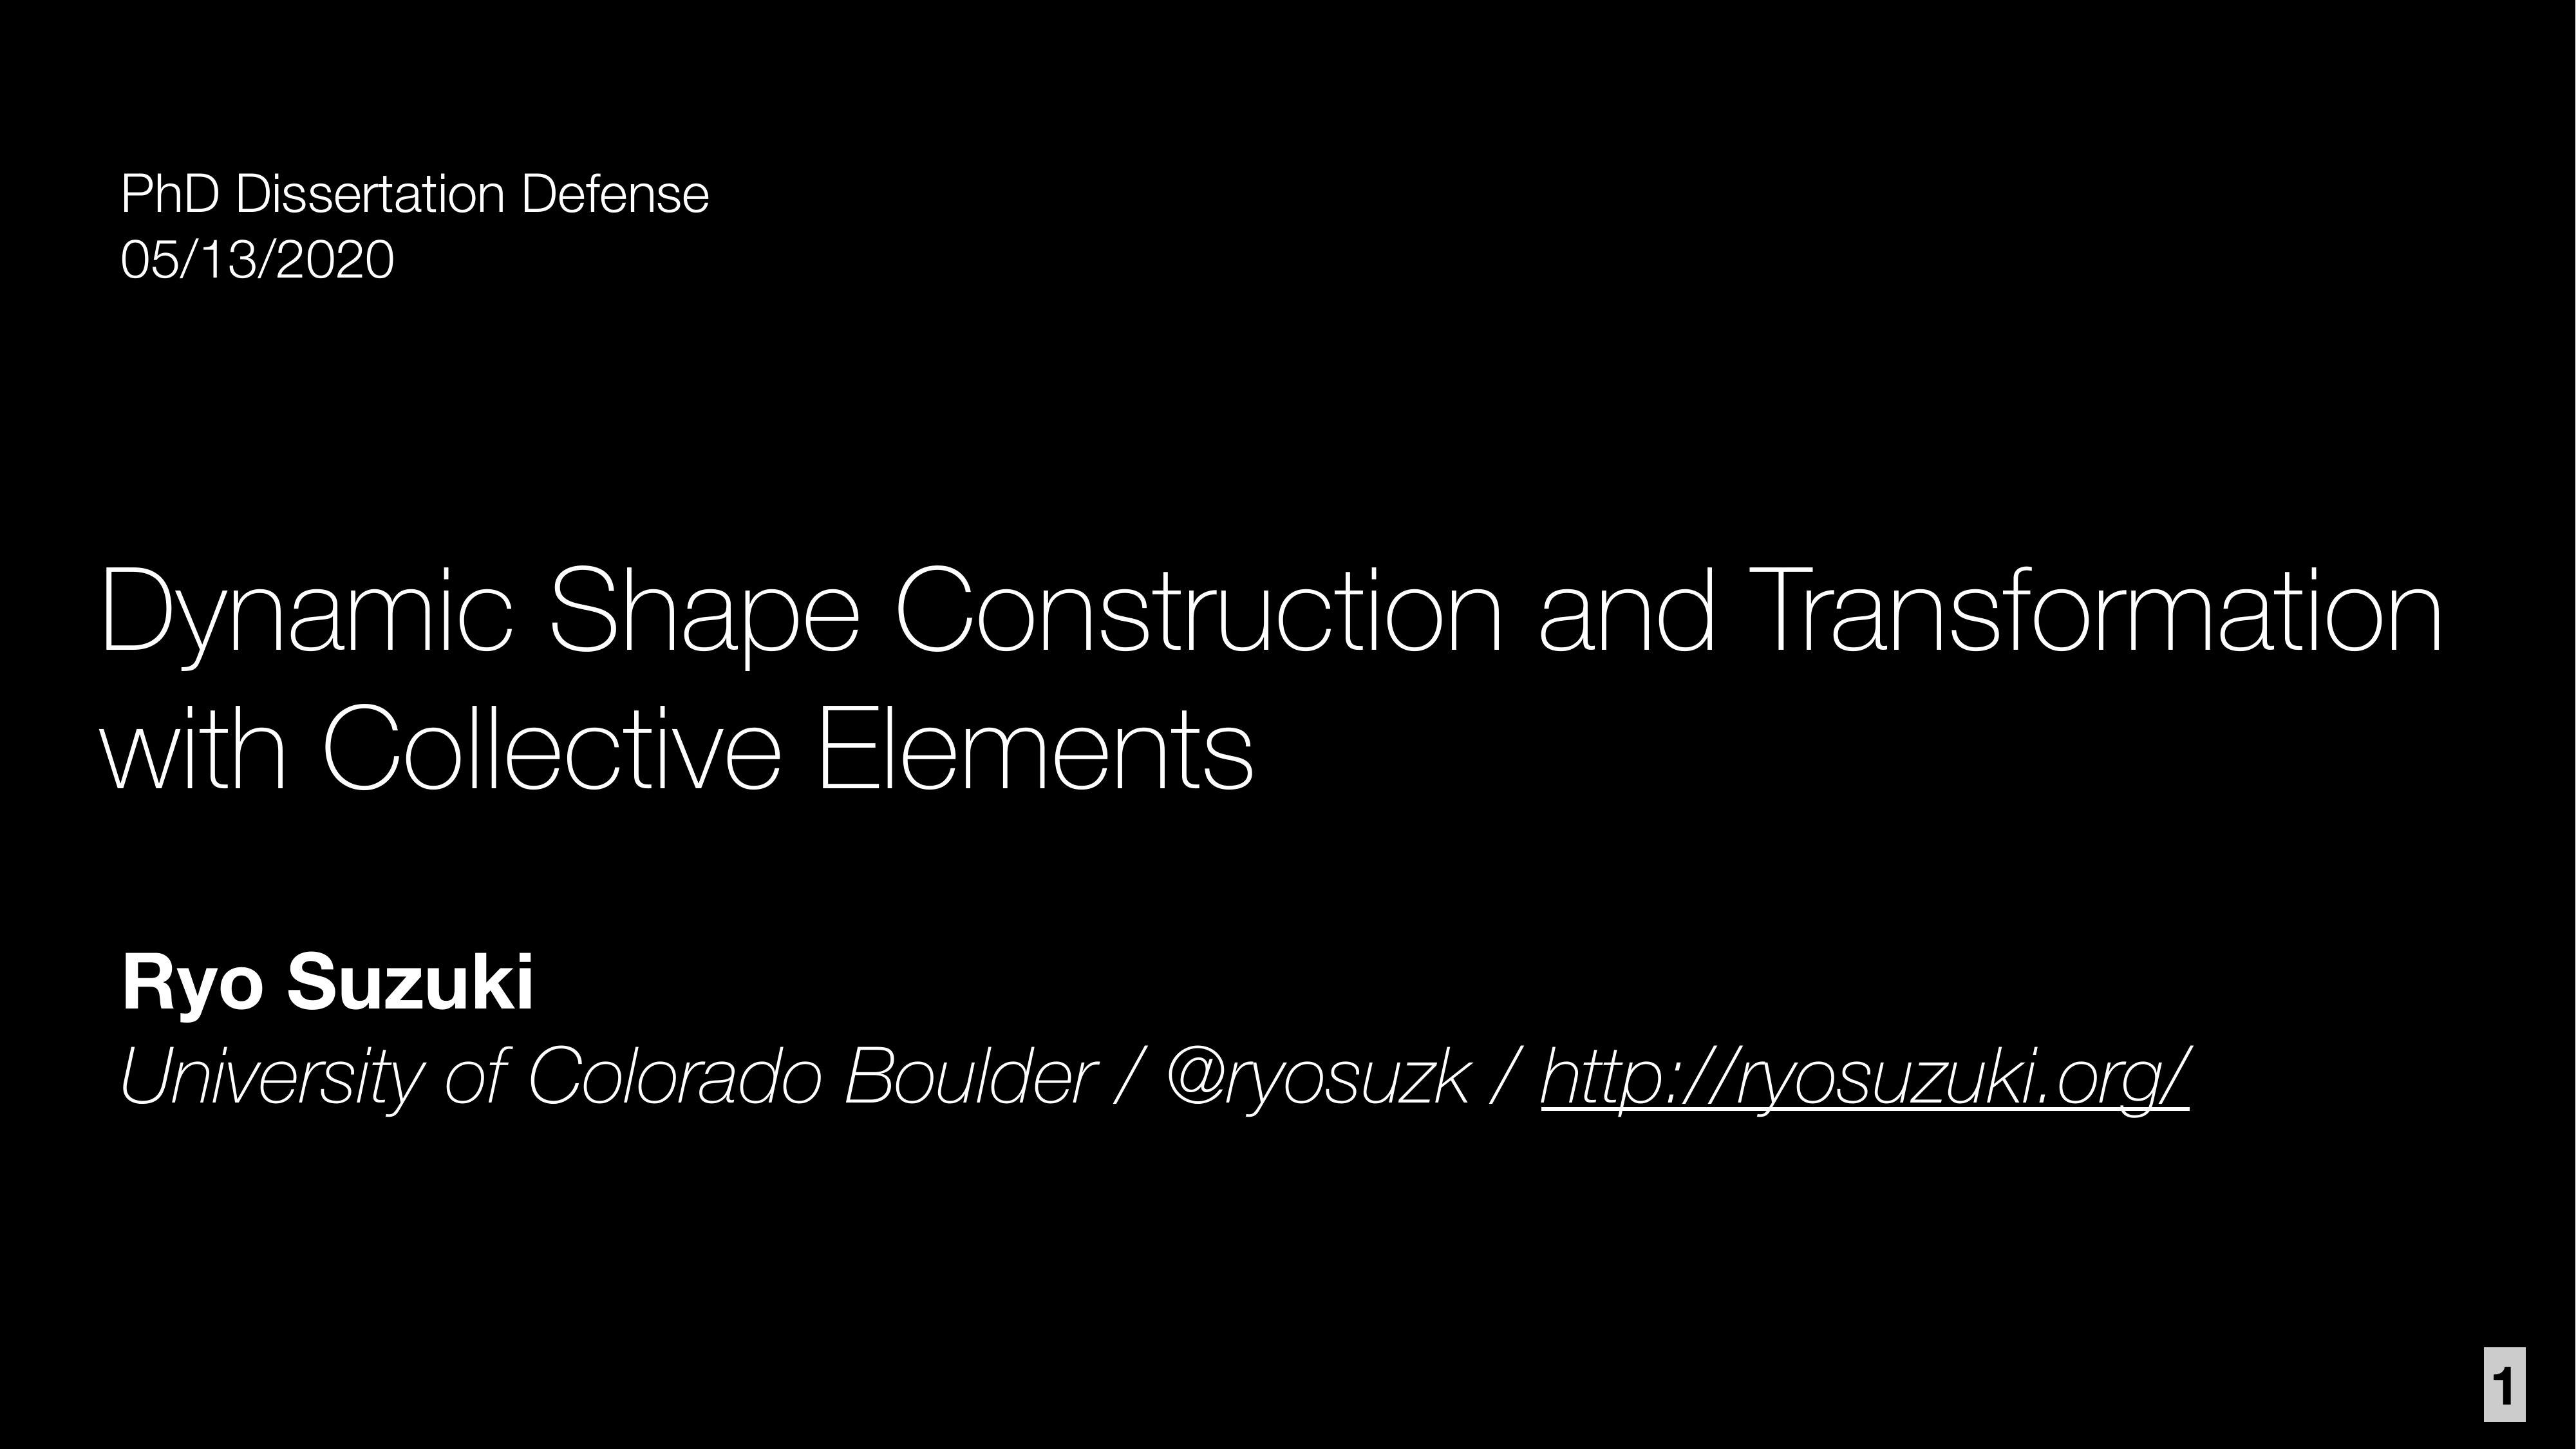 PhD Dissertation Defense
05/13/2020
Dynamic Shape Construction and Transformation
with Collective Elements
Ryo Suzuki
University of Colorado Boulder / @ryosuzk / http://ryosuzuki.org/
1